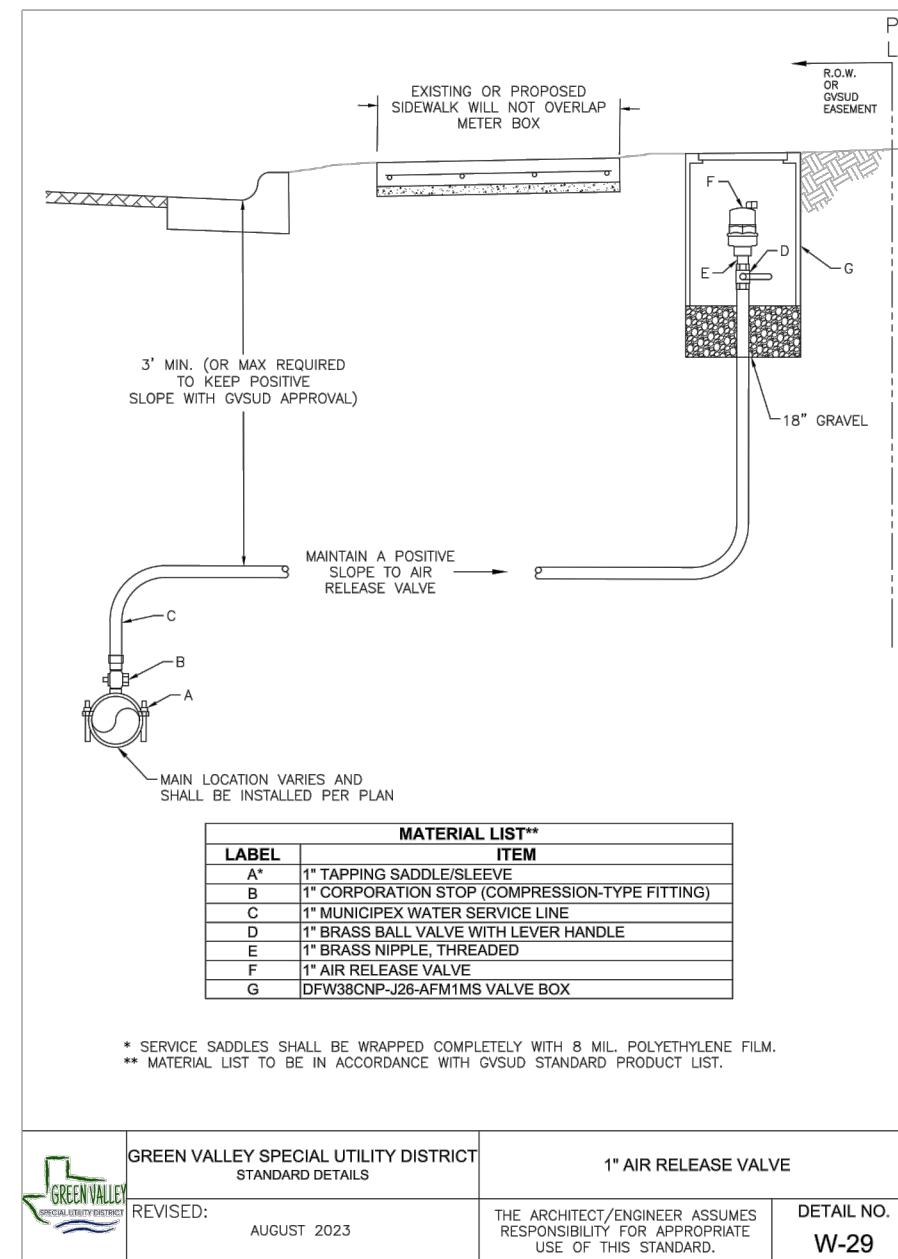 P
L
R.O.W.
OR
GVSUD
EASEMENT
EXISTING OR PROPOSED
SIDEWALK WILL NOT OVERLAP
METER BOX
F
D
E
G
3' MIN. (OR MAX REQUIRED
TO KEEP POSITIVE
SLOPE WITH GVSUD APPROVAL)
18" GRAVEL
MAINTAIN A POSITIVE
SLOPE TO AIR
RELEASE VALVE
C
B
A
MAIN LOCATION VARIES AND
SHALL BE INSTALLED PER PLAN
MATERIAL LIST**
LABEL ITEM
A* 1" TAPPING SADDLE/SLEEVE
B 1" CORPORATION STOP (COMPRESSION-TYPE FITTING)
C 1" MUNICIPEX WATER SERVICE LINE
D 1" BRASS BALL VALVE WITH LEVER HANDLE
E 1" BRASS NIPPLE, THREADED
F 1" AIR RELEASE VALVE
G DFW38CNP-J26-AFM1MS VALVE BOX
* SERVICE SADDLES SHALL BE WRAPPED COMPLETELY WITH 8 MIL. POLYETHYLENE FILM.
** MATERIAL LIST TO BE IN ACCORDANCE WITH GVSUD STANDARD PRODUCT LIST.
GREEN VALLEY
SPECIAL UTILITY DISTRICT
GREEN VALLEY SPECIAL UTILITY DISTRICT
STANDARD DETAILS
1" AIR RELEASE VALVE
REVISED:
AUGUST 2023
THE ARCHITECT/ENGINEER ASSUMES
RESPONSIBILITY FOR APPROPRIATE
USE OF THIS STANDARD.
DETAIL NO.
W-29